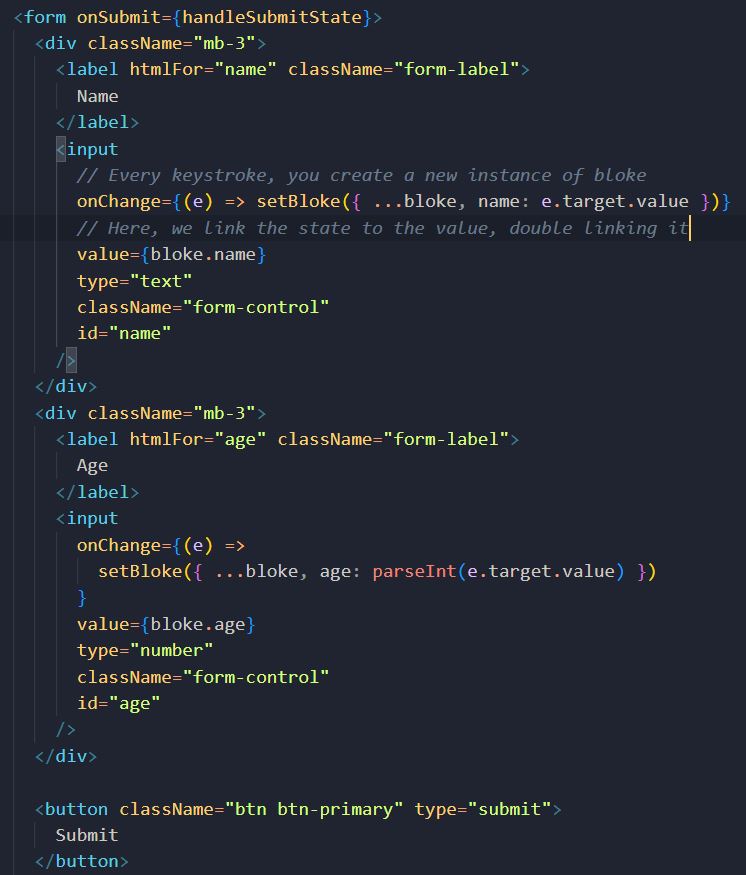 <form onSubmit={handleSubmitState}>
<div className="mb-3">
<label htmlFor="name" className="form-label">
Name
</label>
<input
// Every keystroke, you create a new instance of bloke
onChange={(e) => setBloke({ ...bloke, name: e.target.value })}
// Here, we link the state to the value, double linking it
value={bloke.name}
type="text"
className="form-control"
id="name"
/>
</div>
<div className="mb-3">
<label htmlFor="age" className="form-label">
Age
</label>
<input
onChange={(e) =>
setBloke({ ...bloke, age: parseInt(e.target.value) })
}
value={bloke.age}
type="number"
className="form-control"
id="age"
/>
</div>
<button className="btn btn-primary" type="submit">
Submit
</button>